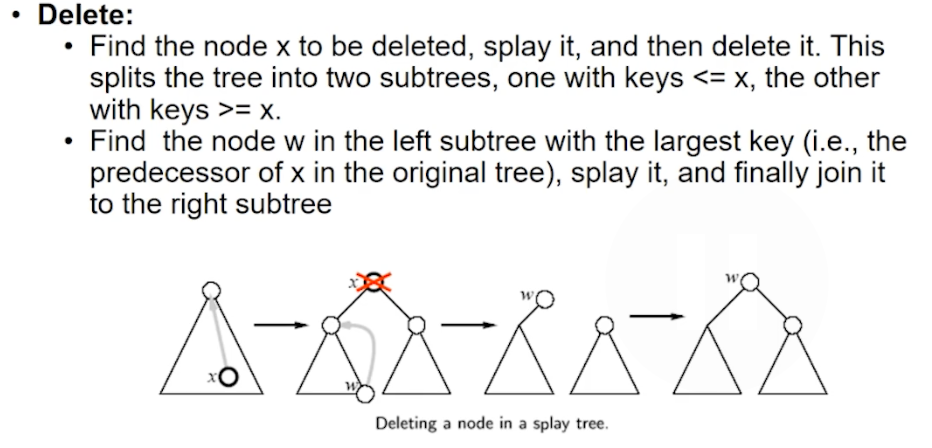 • Delete:
• Find the node x to be deleted, splay it, and then delete it. This
splits the tree into two subtrees, one with keys <= x, the other
with keys >= x.
• Find the node w in the left subtree with the largest key (i.e., the
predecessor of x in the original tree), splay it, and finally join it
to the right subtree
x
x
w
w
w
Deleting a node in a splay tree.